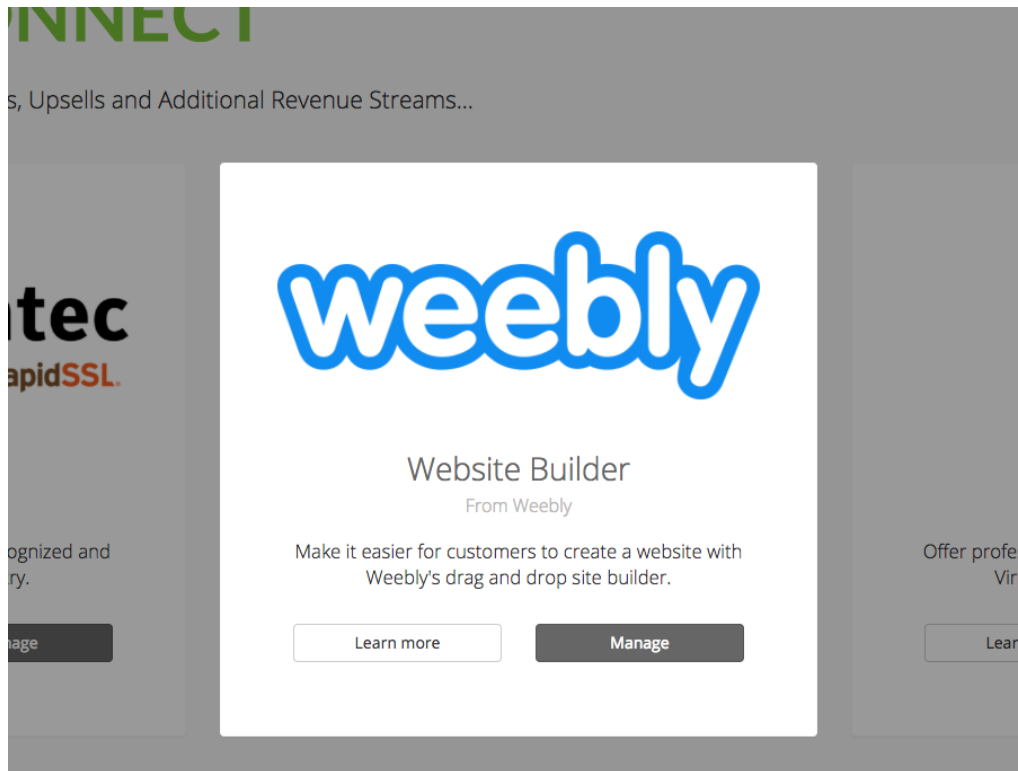 ONNECT
s, Upsells and Additional Revenue Streams...
weebly
ntec
apidSSL.
Website Builder
From Weebly
ognized and
ry.
Make it easier for customers to create a website with
Weebly's drag and drop site builder.
Offer profe
Vir
nage
Learn more
Manage
Lear